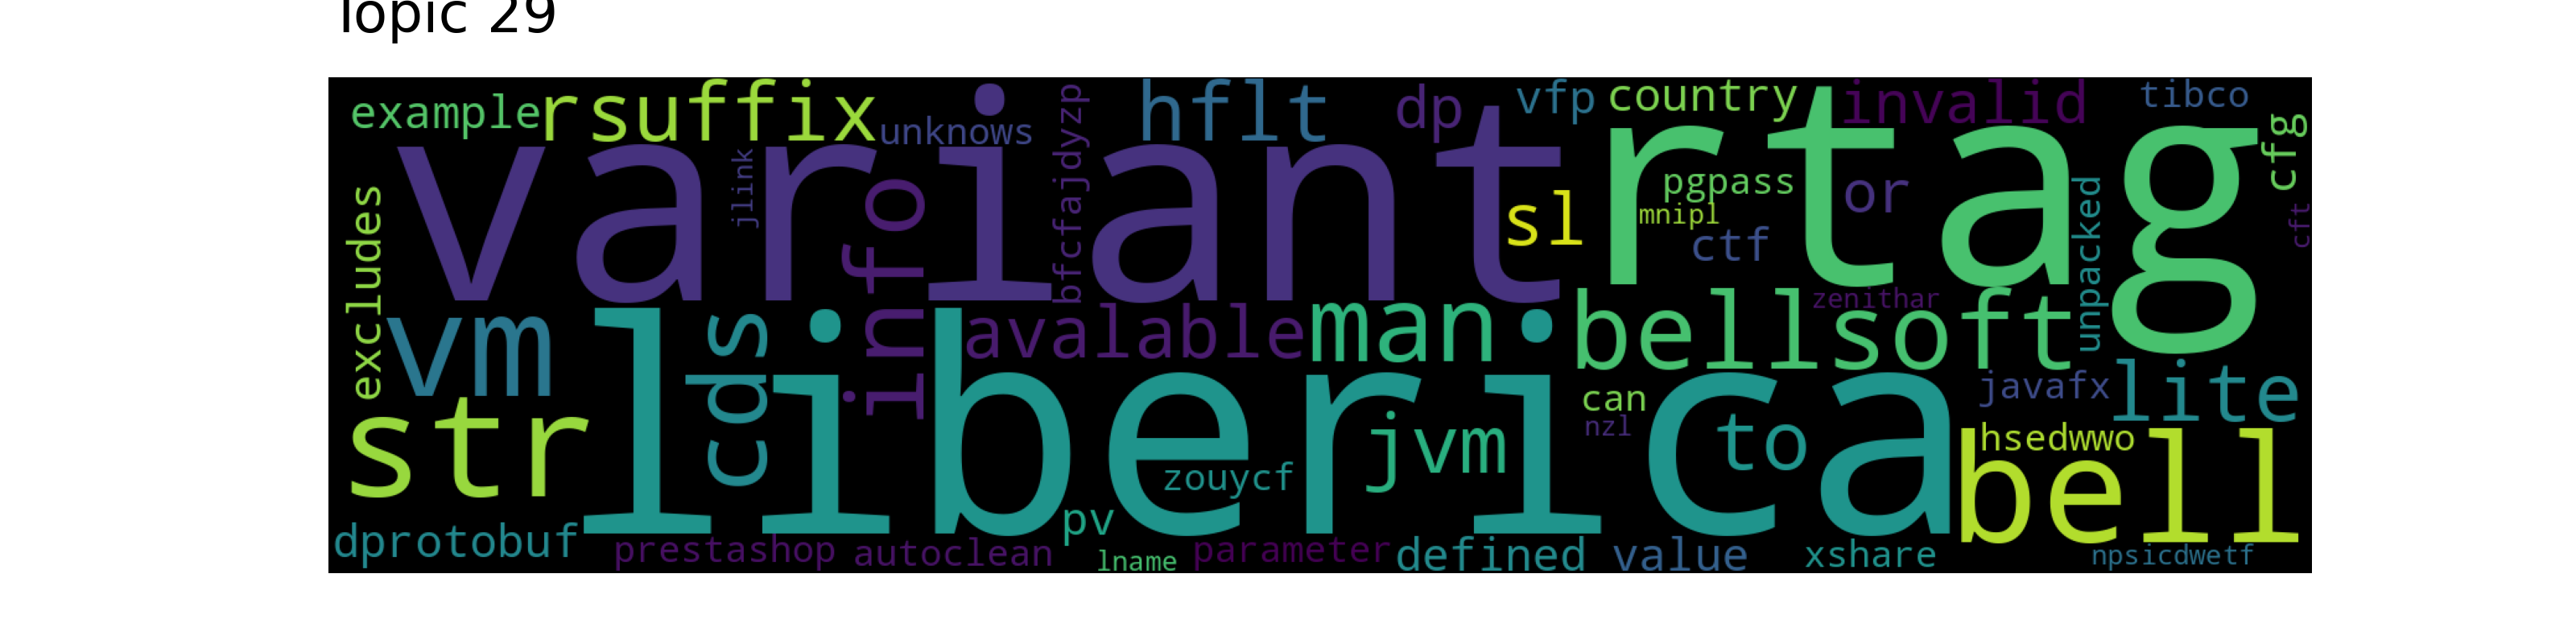 Topic 29
example rsuffix unknows hflt dp vfp country invalid tibco
variant rtag
jlink info bfcfajdyzp sl pgpass or cfg
mnipl ctf unpacked cft
excludes
vm cds avalable man bellsoft zenithar
str liberica jvm can nzl to javafx lite
zouycf hsedwwo bell
dprotobuf pv
prestashop autoclean lname parameter defined value xshare npsicdwetf